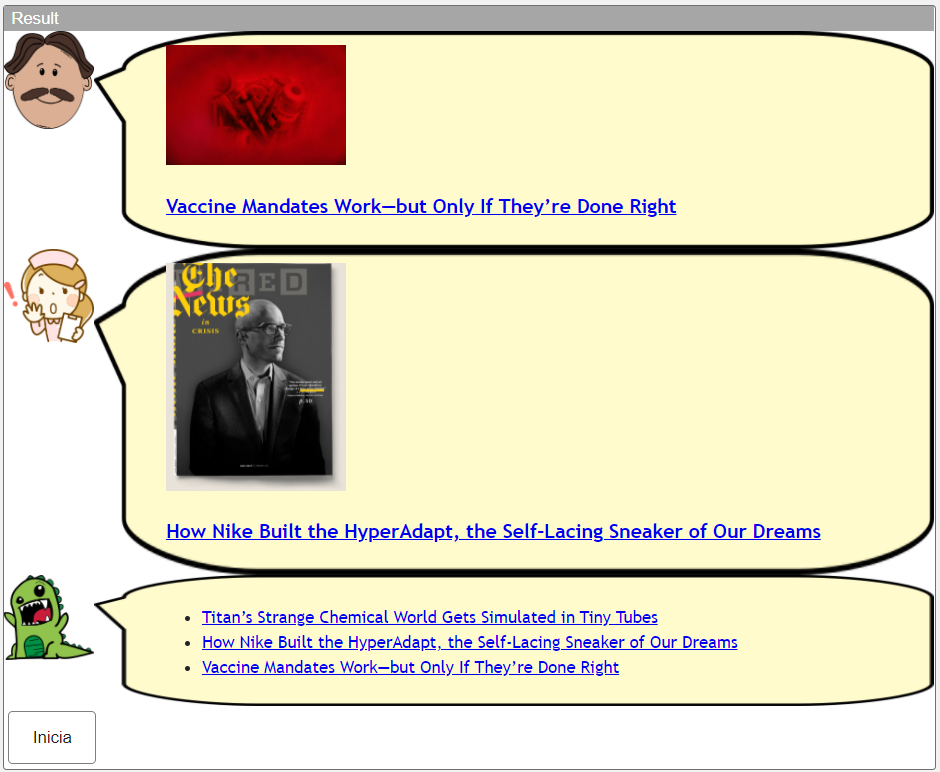 Result
Vaccine Mandates Work—but Only If They’re Done Right
RED
The
News
in
CRISIS
How Nike Built the HyperAdapt, the Self-Lacing Sneaker of Our Dreams
Titan’s Strange Chemical World Gets Simulated in Tiny Tubes
How Nike Built the HyperAdapt, the Self-Lacing Sneaker of Our Dreams
Vaccine Mandates Work—but Only If They’re Done Right
Inicia